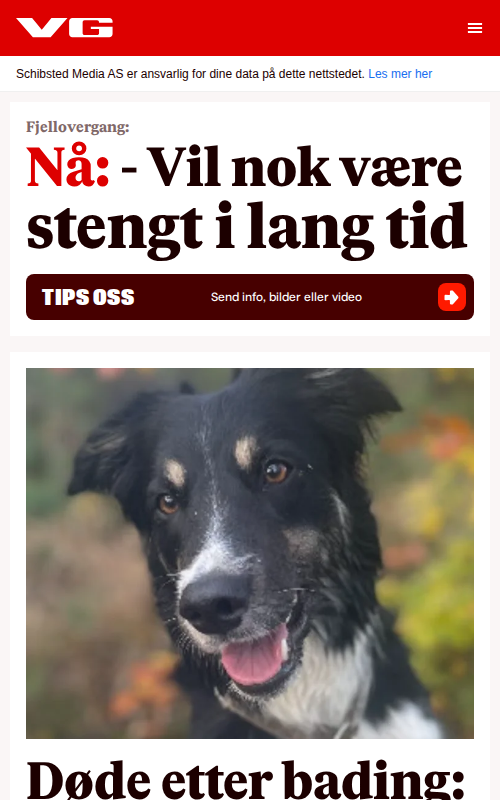 VG
Schibsted Media AS er ansvarlig for dine data på dette nettstedet. Les mer her
Fjellovergang:
Nå: - Vil nok være
stengt i lang tid
TIPS OSS Send info, bilder eller video
Døde etter bading: